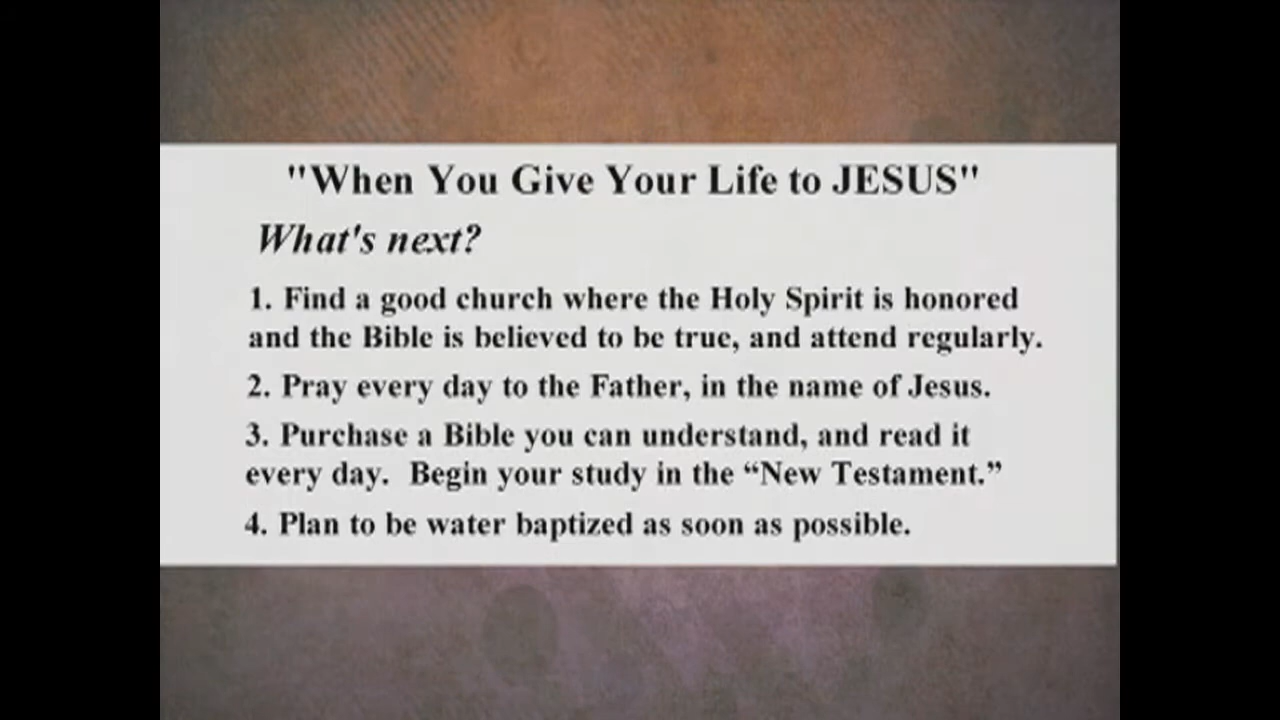 "When You Give Your Life to JESUS"
What's next?
1. Find a good church where the Holy Spirit is honored
and the Bible is believed to be true, and attend regularly.
2. Pray every day to the Father, in the name of Jesus.
3. Purchase a Bible you can understand, and read it
every day.  Begin your study in the “New Testament.”
4. Plan to be water baptized as soon as possible.